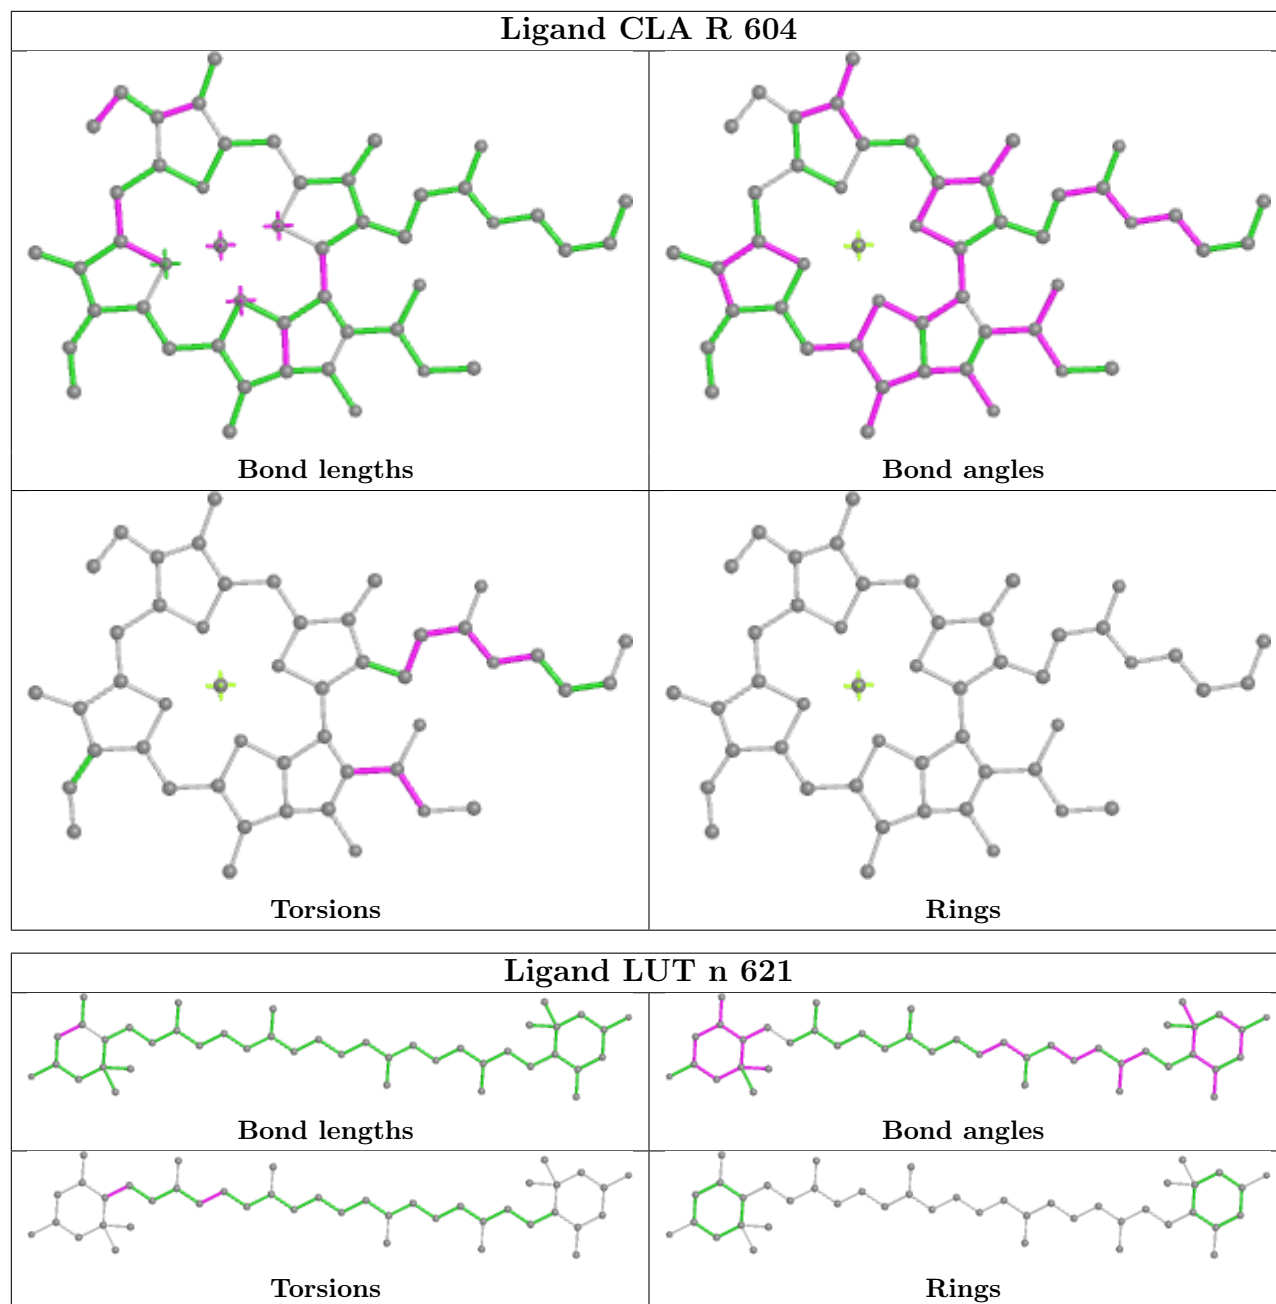 Ligand CLA R 604
Bond lengths
Bond angles
Torsions
Rings
Ligand LUT n 621
Bond lengths
Bond angles
Torsions
Rings